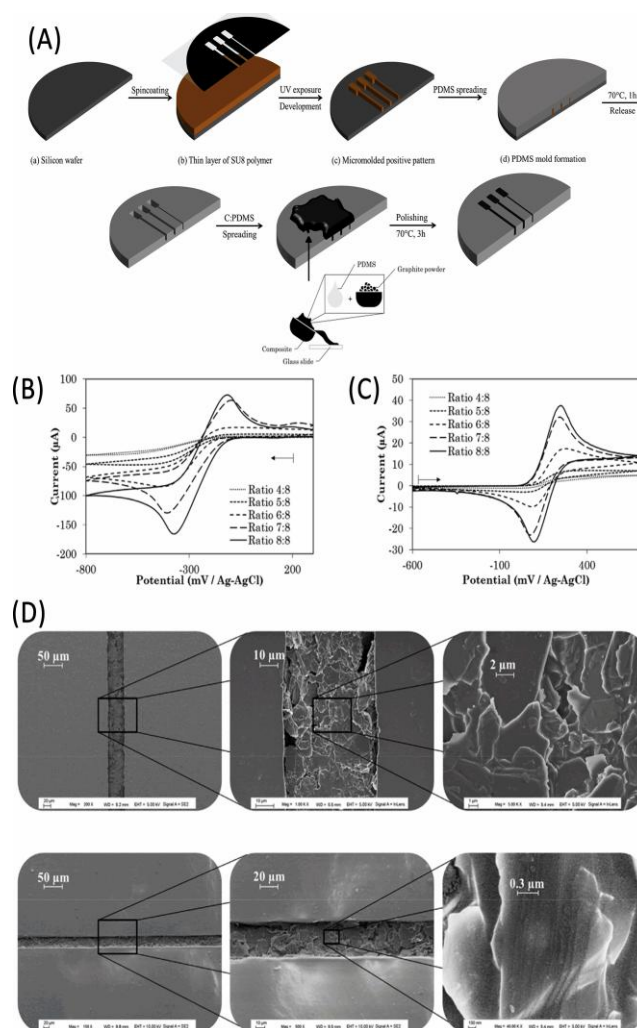 (A)
Spincoating
UV exposure
Development
PDMS spreading
70°C, 1h
Release
(a) Silicon wafer
(b) Thin layer of SU8 polymer
(c) Micromolded positive pattern
(d) PDMS mold formation
C:PDMS
Spreading
Polishing
70°C, 3h
PDMS
Graphite powder
+
Composite
Glass slide
(B)
100
50
0
-50
-100
-150
-200
Current (µA)
Ratio 4:8
Ratio 5:8
Ratio 6:8
Ratio 7:8
Ratio 8:8
-800
-300
200
Potential (mV / Ag-AgCl)
(C)
50
40
30
20
10
0
-10
-20
-30
Current (µA)
Ratio 4:8
Ratio 5:8
Ratio 6:8
Ratio 7:8
Ratio 8:8
-600
-100
400
Potential (mV / Ag-AgCl)
(D)
50 µm
10 µm
2 µm
50 µm
20 µm
0.3 µm